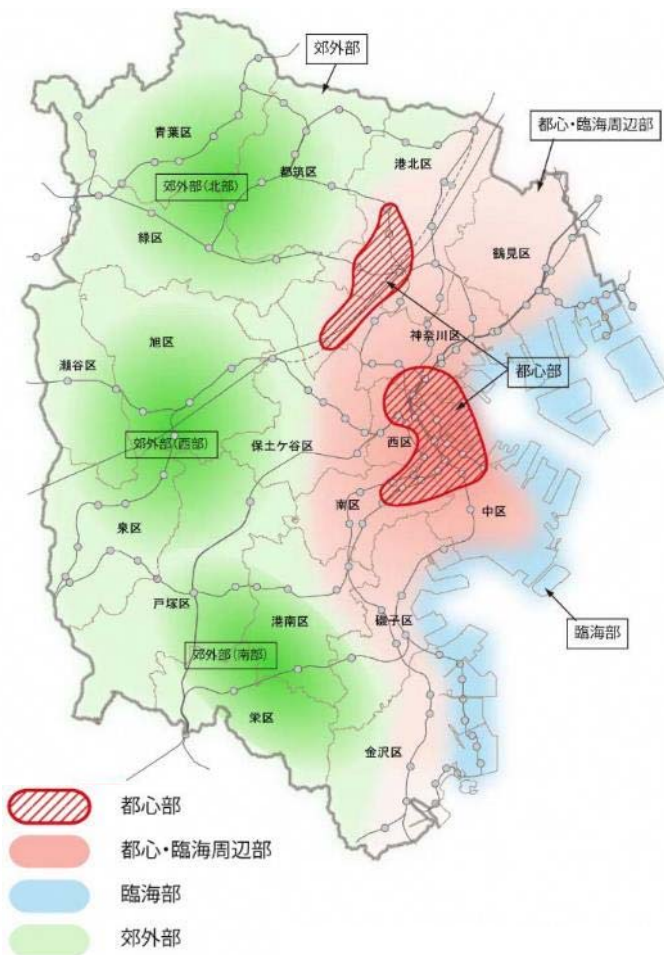 郊外部
都心・臨海周辺部
青葉区
港北区
都筑区
郊外部(北部)
緑区
鶴見区
神奈川区
旭区
瀬谷区
都心部
郊外部(西部)
保土ケ谷区
西区
南区
中区
泉区
戸塚区
港南区
磯子区
臨海部
郊外部(南部)
栄区
金沢区
都心部
都心・臨海周辺部
臨海部
郊外部